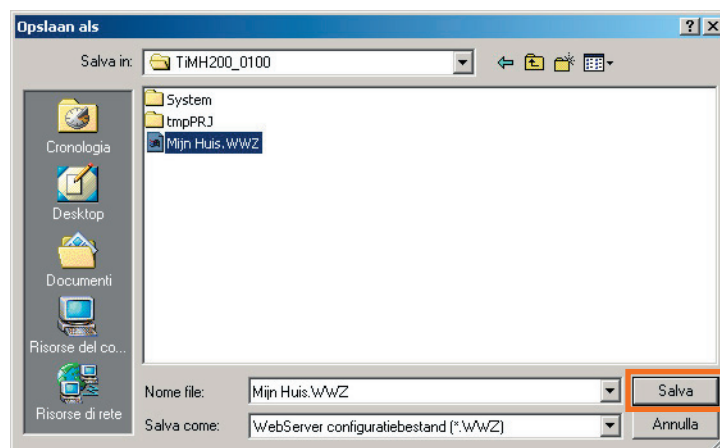 Opslaan als
Salva in:
TiMH200_0100
Cronologia
Desktop
Documenti
Risorse del co...
Risorse di rete
System
tmpPRJ
Mijn Huis.WWZ
Nome file:
Mijn Huis.WWZ
Salva
Salva come:
WebServer configuratiebestand (*.WWZ)
Annulla